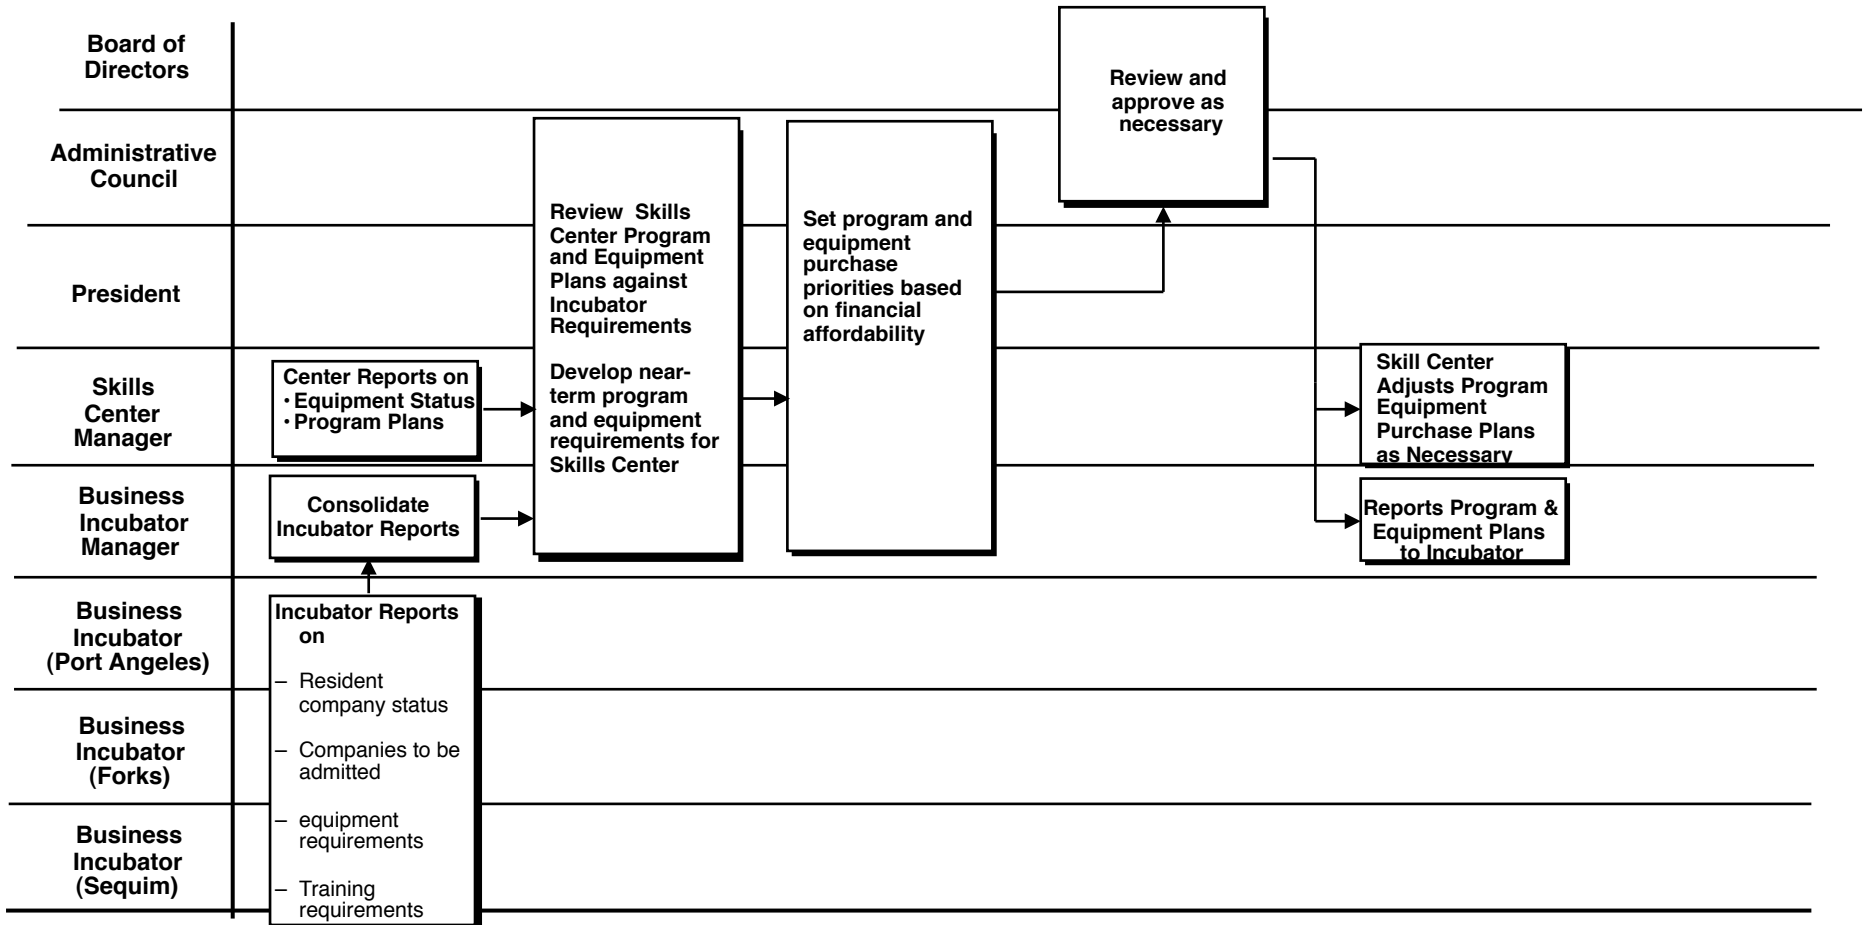 Board of
Directors
Administrative
Council
President
Skills
Center
Manager
Business
Incubator
Manager
Business
Incubator
(Port Angeles)
Business
Incubator
(Forks)
Business
Incubator
(Sequim)
Center Reports on
• Equipment Status
• Program Plans
Consolidate
Incubator Reports
Incubator Reports
on
– Resident
company status
– Companies to be
admitted
– equipment
requirements
– Training
requirements
Review Skills
Center Program
and Equipment
Plans against
Incubator
Requirements
Develop near-
term program
and equipment
requirements for
Skills Center
Set program and
equipment
purchase
priorities based
on financial
affordability
Review and
approve as
necessary
Skill Center
Adjusts Program
Equipment
Purchase Plans
as Necessary
Reports Program &
Equipment Plans
to Incubator